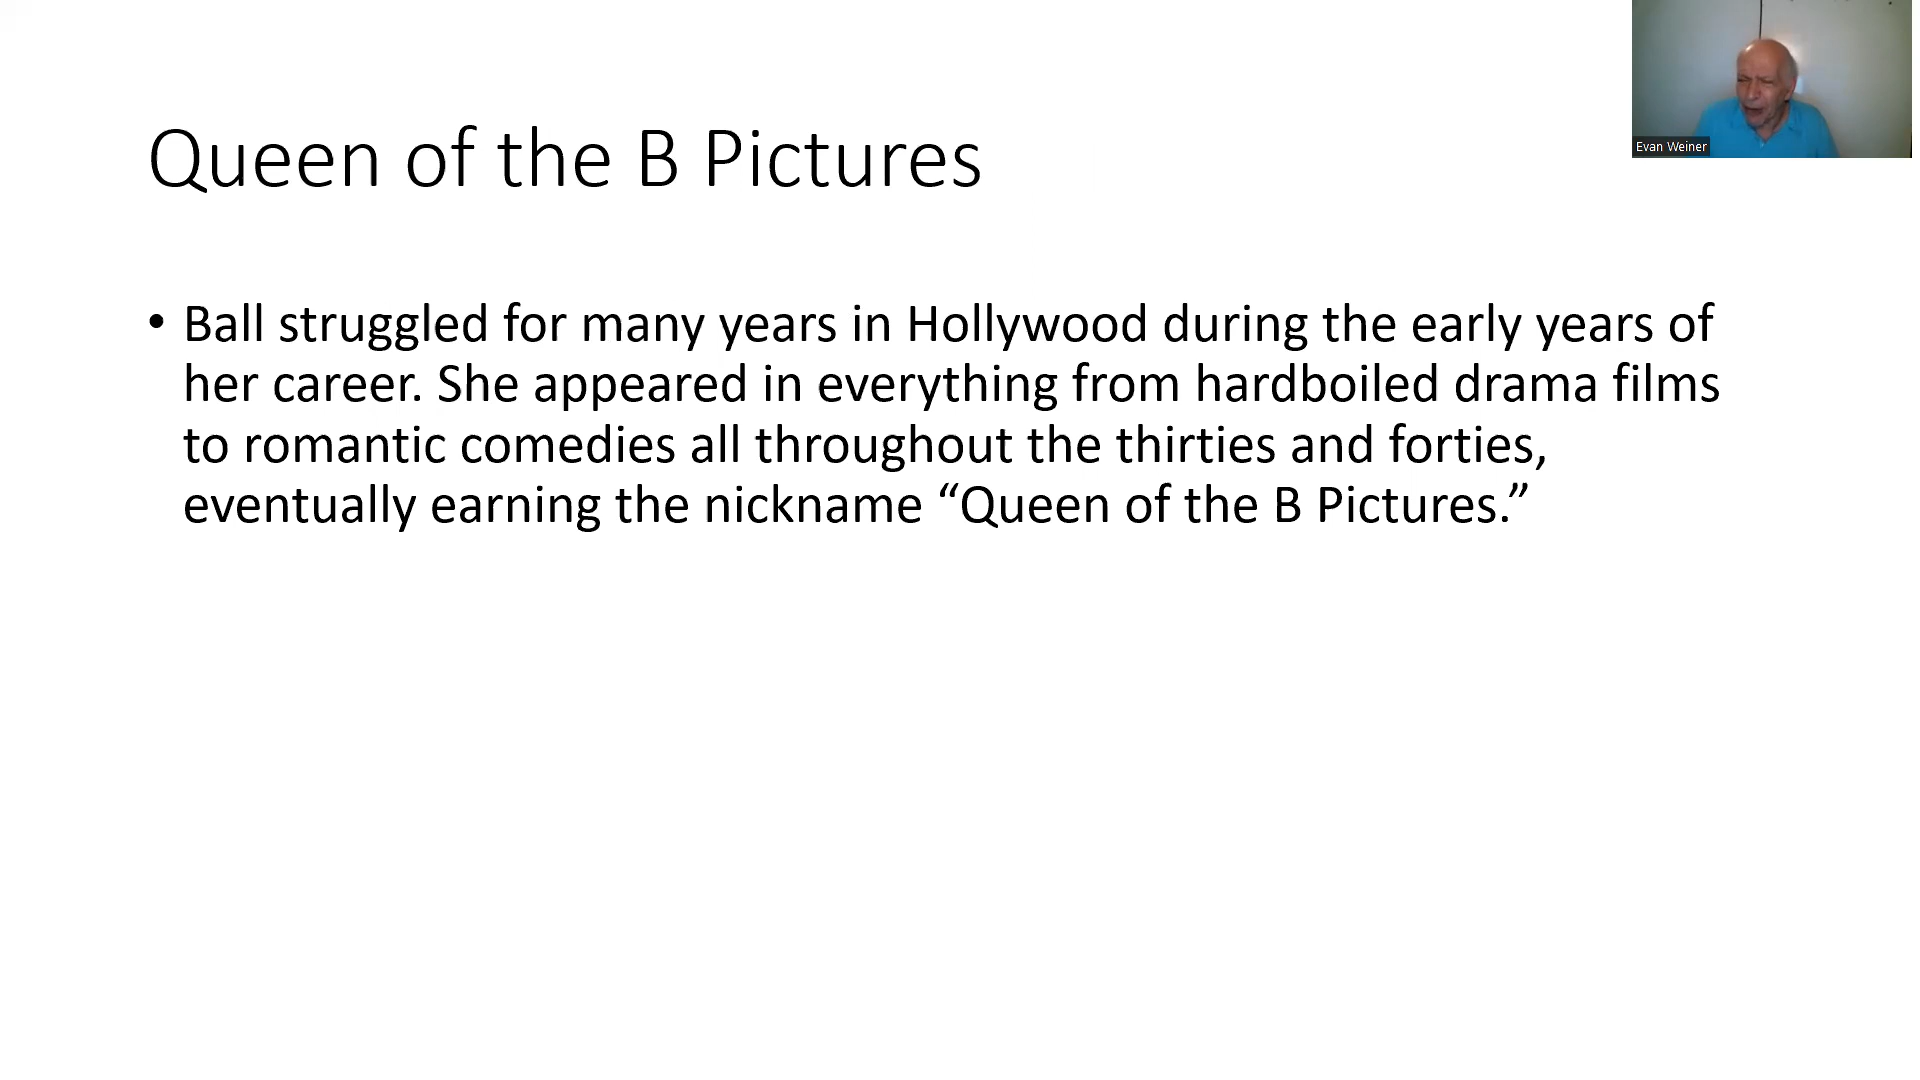 Queen of the B Pictures
Evan Weiner
• Ball struggled for many years in Hollywood during the early years of
her career. She appeared in everything from hardboiled drama films
to romantic comedies all throughout the thirties and forties,
eventually earning the nickname “Queen of the B Pictures.”